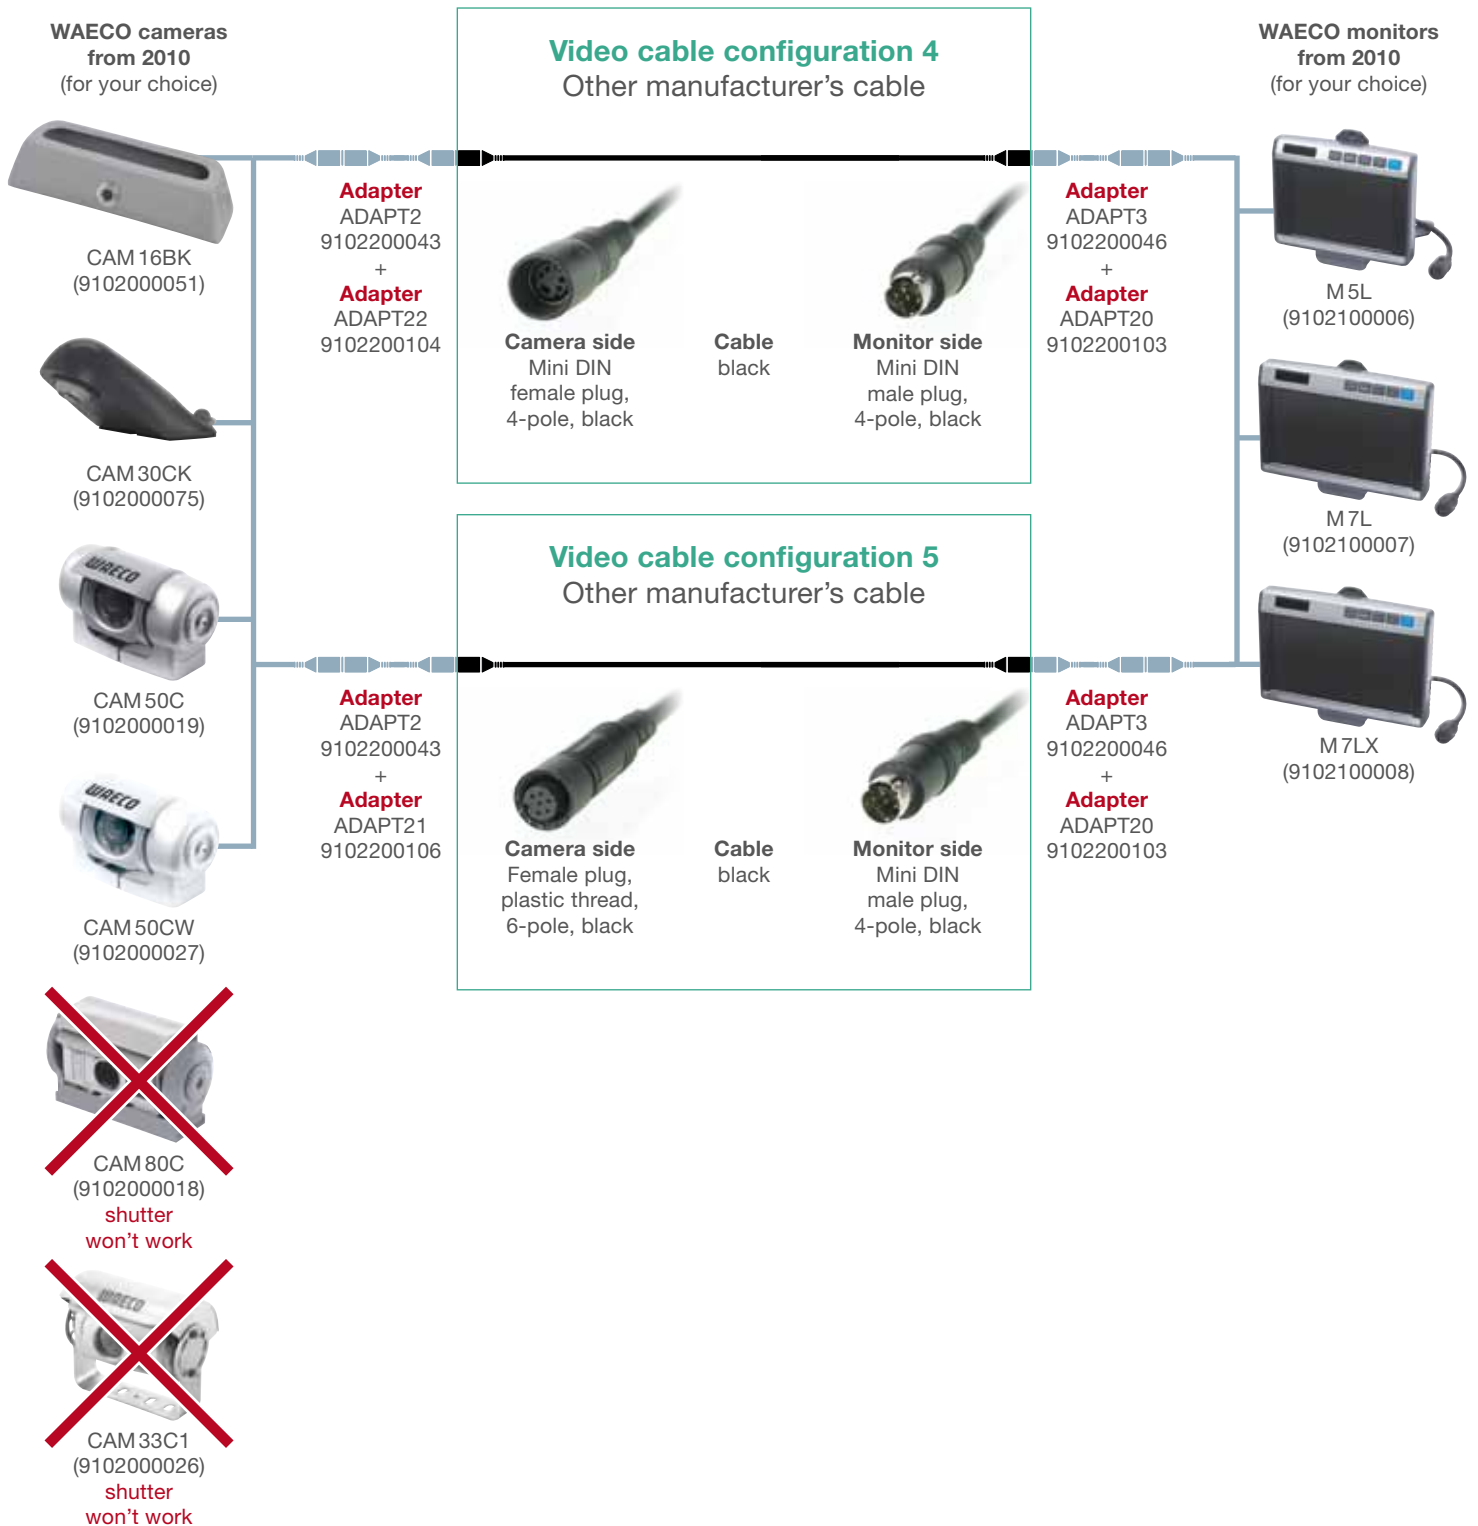 WAECO cameras
from 2010
(for your choice)
CAM 16BK
(9102000051)
CAM 30CK
(9102000075)
WAECO
CAM 50C
(9102000019)
WAECO
CAM 50CW
(9102000027)
CAM 80C
(9102000018)
shutter
won't work
WAECO
CAM 33C1
(9102000026)
shutter
won't work
Video cable configuration 4
Other manufacturer's cable
Adapter
ADAPT2
9102200043
+
Adapter
ADAPT22
9102200104
Camera side
Mini DIN
female plug,
4-pole, black
Cable
black
Monitor side
Mini DIN
male plug,
4-pole, black
Adapter
ADAPT3
9102200046
+
Adapter
ADAPT20
9102200103
Video cable configuration 5
Other manufacturer's cable
Adapter
ADAPT2
9102200043
+
Adapter
ADAPT21
9102200106
Camera side
Female plug,
plastic thread,
6-pole, black
Cable
black
Monitor side
Mini DIN
male plug,
4-pole, black
Adapter
ADAPT3
9102200046
+
Adapter
ADAPT20
9102200103
WAECO monitors
from 2010
(for your choice)
M 5L
(9102100006)
M 7L
(9102100007)
M 7LX
(9102100008)